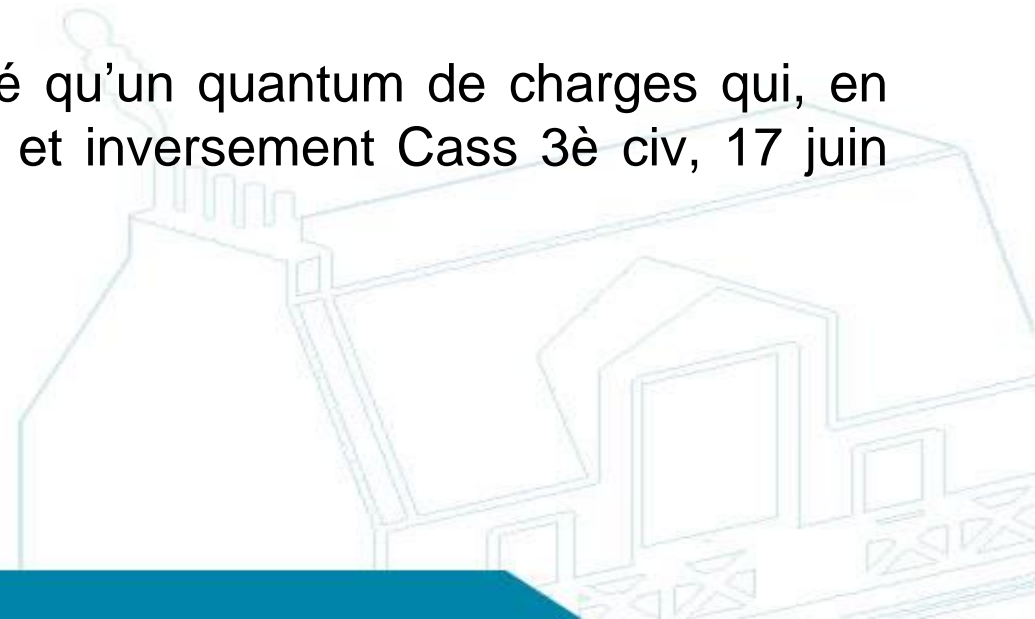 é qu’un quantum de charges qui, en
et inversement Cass 3è civ, 17 juin